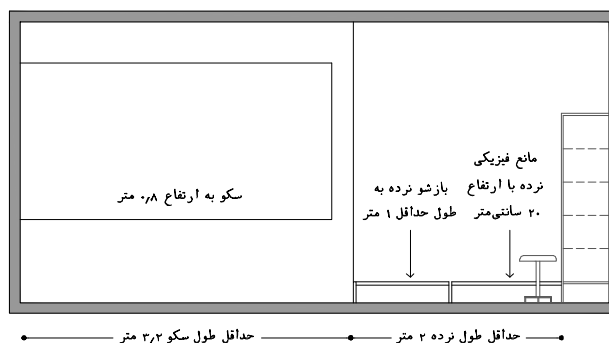 مانع فیزیکی
نرده با ارتفاع
۲۰ سانتی‌متر
بازشو نرده به
طول حداقل ۱ متر
سکو به ارتفاع ۰٫۸ متر
حداقل طول نرده ۲ متر
حداقل طول سکو ۳٫۲ متر